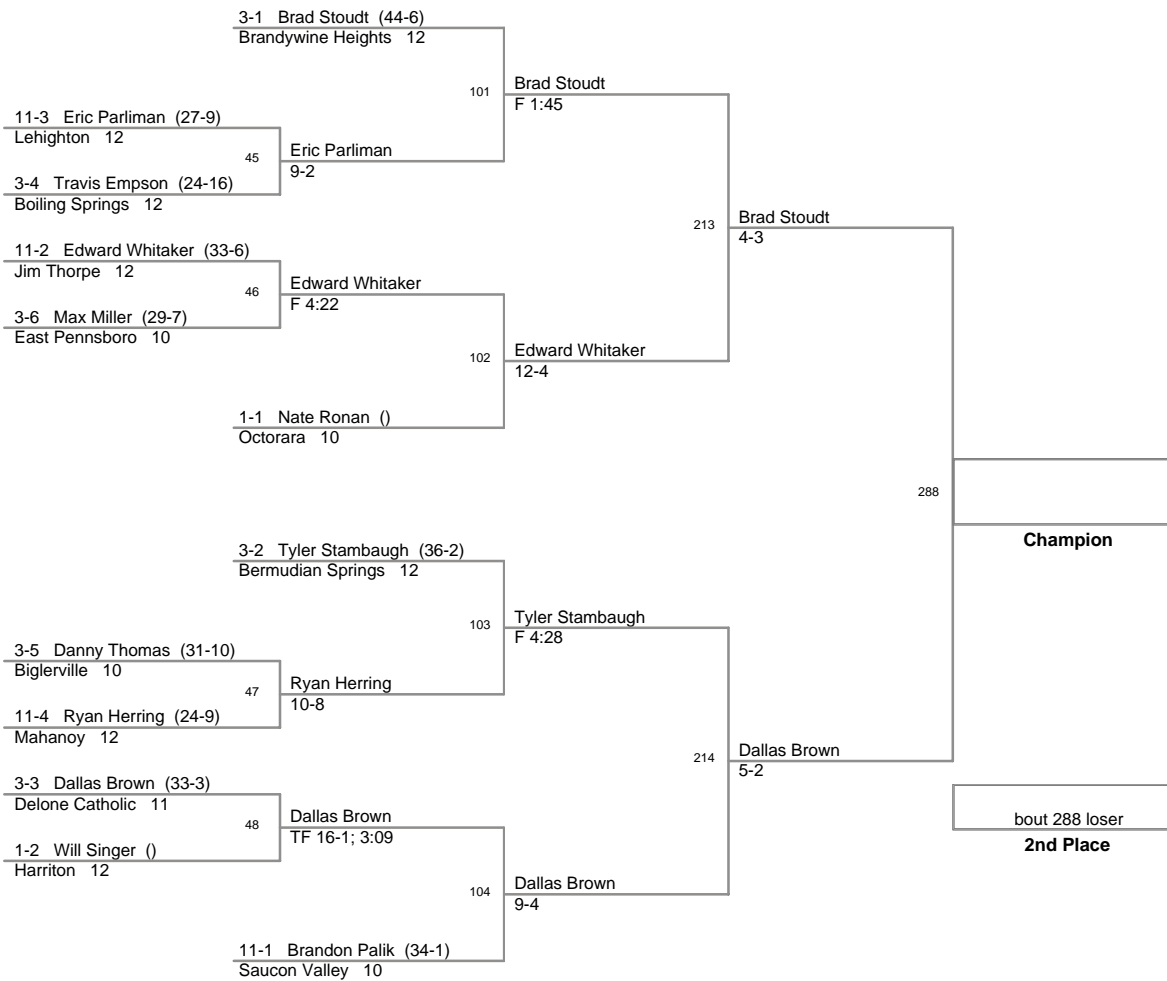 3-1 Brad Stoudt (44-6)
Brandywine Heights 12
101
Brad Stoudt
F 1:45
11-3 Eric Parliman (27-9)
Lehighton 12
45
Eric Parliman
9-2
3-4 Travis Empson (24-16)
Boiling Springs 12
213
Brad Stoudt
4-3
11-2 Edward Whitaker (33-6)
Jim Thorpe 12
46
Edward Whitaker
F 4:22
3-6 Max Miller (29-7)
East Pennsboro 10
102
Edward Whitaker
12-4
1-1 Nate Ronan ()
Octorara 10
288
Champion
3-2 Tyler Stambaugh (36-2)
Bermudian Springs 12
103
Tyler Stambaugh
F 4:28
3-5 Danny Thomas (31-10)
Biglerville 10
47
Ryan Herring
10-8
11-4 Ryan Herring (24-9)
Mahanoy 12
214
Dallas Brown
5-2
3-3 Dallas Brown (33-3)
Delone Catholic 11
48
Dallas Brown
TF 16-1; 3:09
bout 288 loser
2nd Place
1-2 Will Singer ()
Harriton 12
104
Dallas Brown
9-4
11-1 Brandon Palik (34-1)
Saucon Valley 10